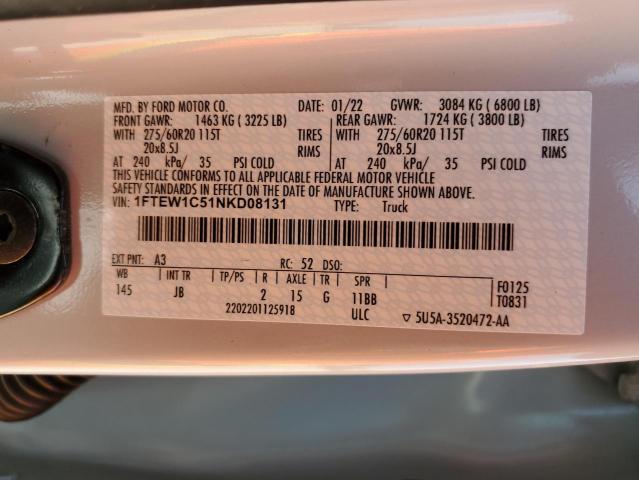 MFD. BY FORD MOTOR CO. DATE: 01/22 GVWR: 3084 KG ( 6800 LB)
FRONT GAWR: 1463 KG ( 3225 LB) REAR GAWR: 1724 KG ( 3800 LB)
WITH 275/60R20 115T TIRES WITH 275/60R20 115T TIRES
20x8.5J RIMS 20x8.5J RIMS
AT 240 kPa/ 35 PSI COLD AT 240 kPa/ 35 PSI COLD
THIS VEHICLE CONFORMS TO ALL APPLICABLE FEDERAL MOTOR VEHICLE
SAFETY STANDARDS IN EFFECT ON THE DATE OF MANUFACTURE SHOWN ABOVE.
VIN: 1FTEW1C51NKD08131 TYPE: Truck
EXT PNT: A3 RC: 52 DSO:
WB INT TR TP/PS R AXLE TR SPR F0125
145 JB 2 15 G 11BB T0831
2202201125918 ULC ▽ 5U5A-3520472-AA